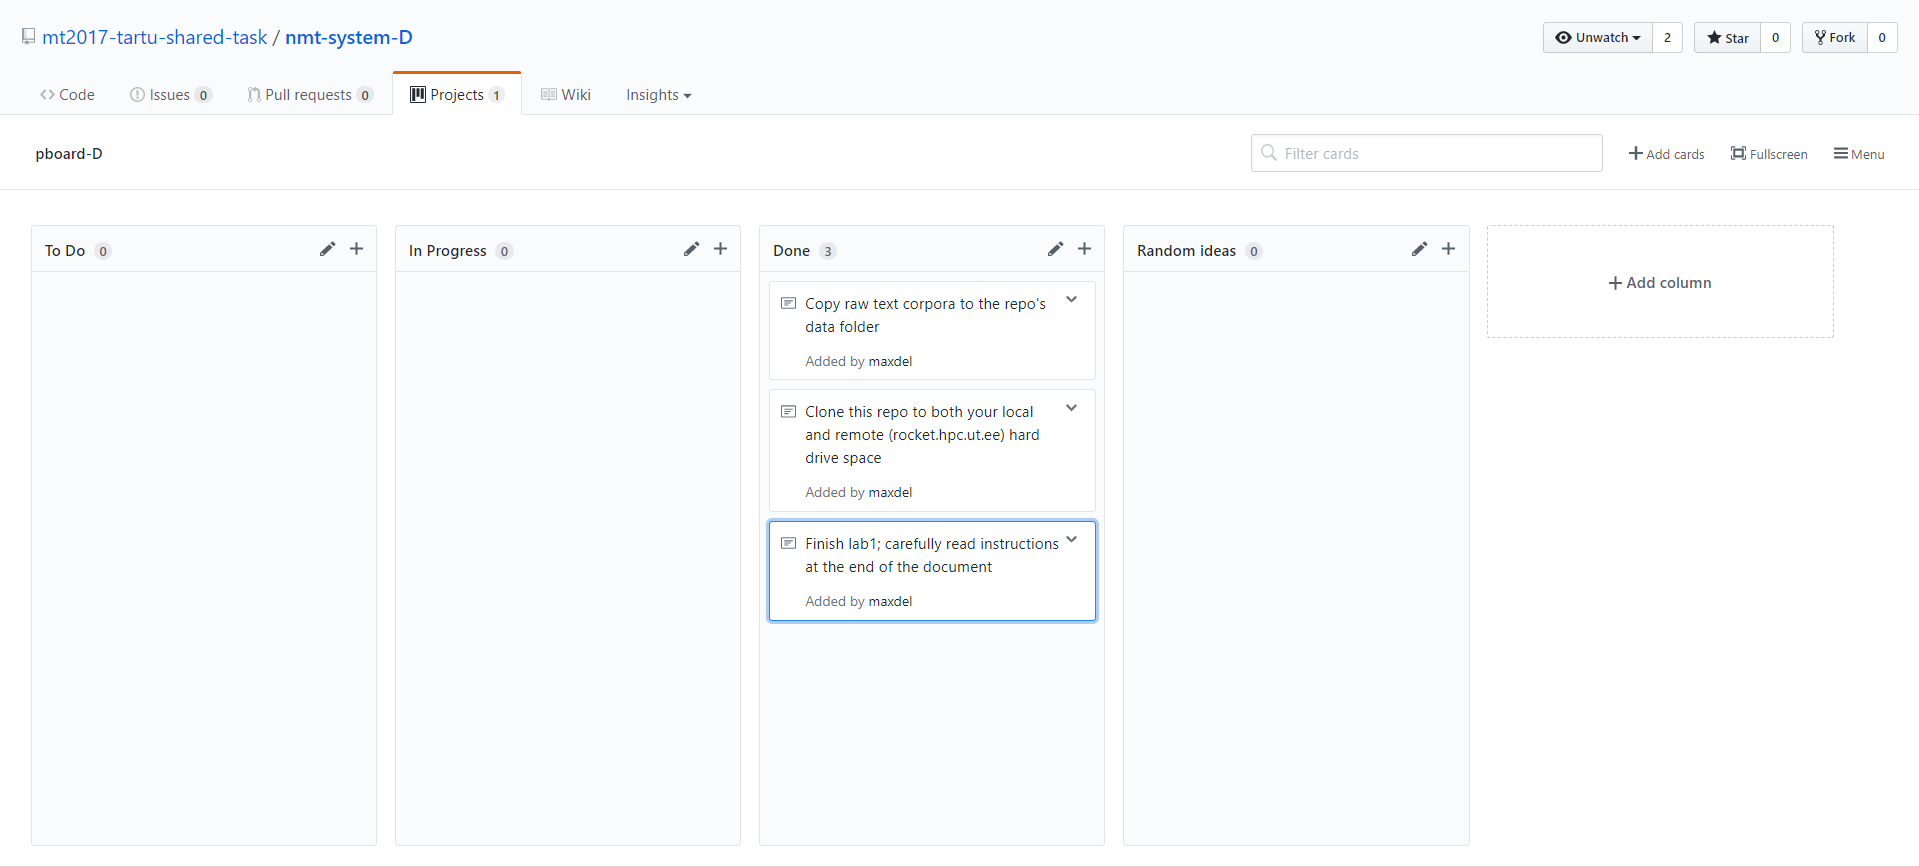 mt2017-tartu-shared-task / nmt-system-D
Unwatch 2 Star 0 Fork 0
Code Issues 0 Pull requests 0 Projects 1 Wiki Insights
pboard-D
Filter cards
Add cards Fullscreen Menu
To Do 0
In Progress 0
Done 3
Copy raw text corpora to the repo's
data folder
Added by maxdel
Clone this repo to both your local
and remote (rocket.hpc.ut.ee) hard
drive space
Added by maxdel
Finish lab1; carefully read instructions
at the end of the document
Added by maxdel
Random ideas 0
Add column